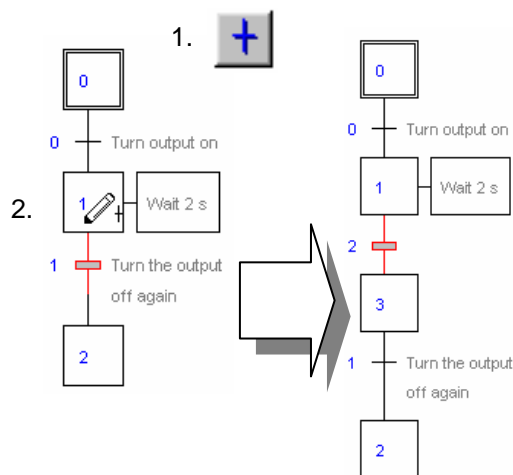 1.
0
0 Turn output on
2. 1 Wait 2 s
1 Turn the output
off again
2
0
0 Turn output on
1 Wait 2 s
2
3
1 Turn the output
off again
2